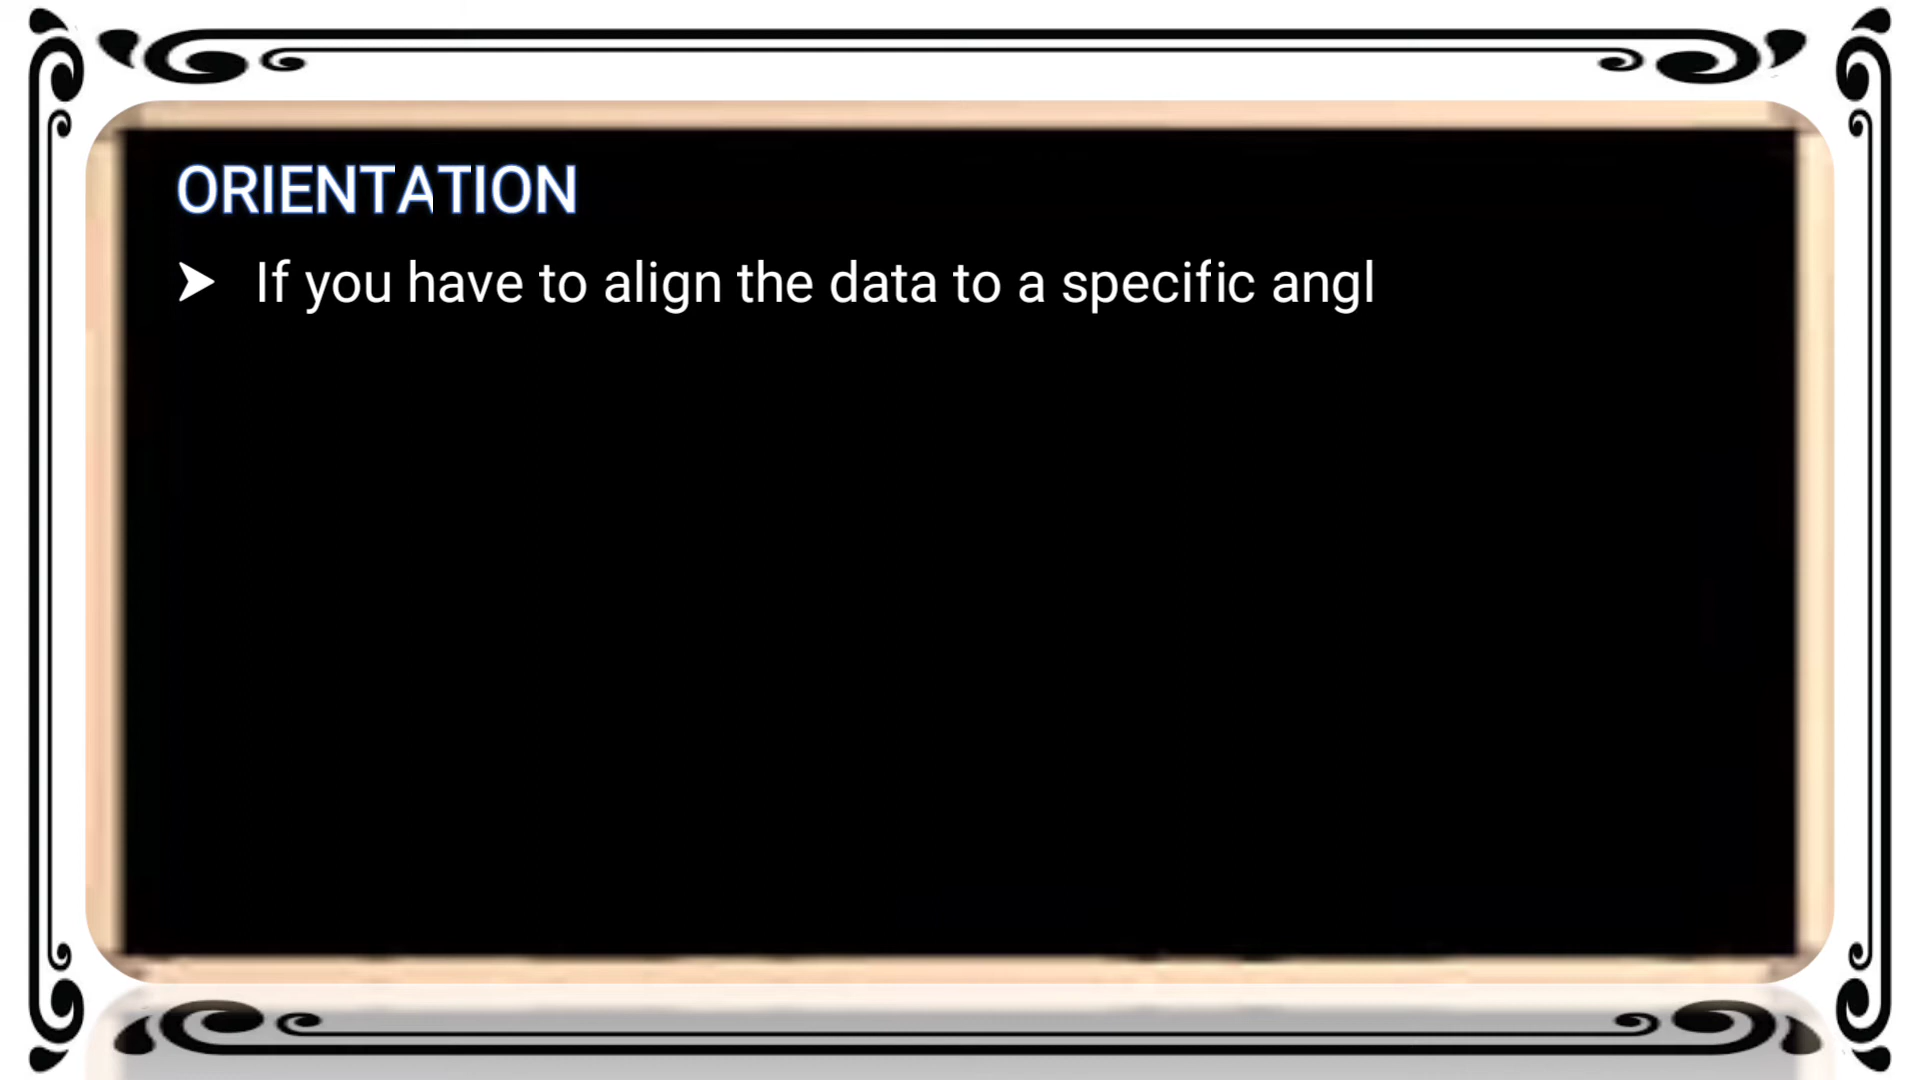 ORIENTATION
➤ If you have to align the data to a specific angl